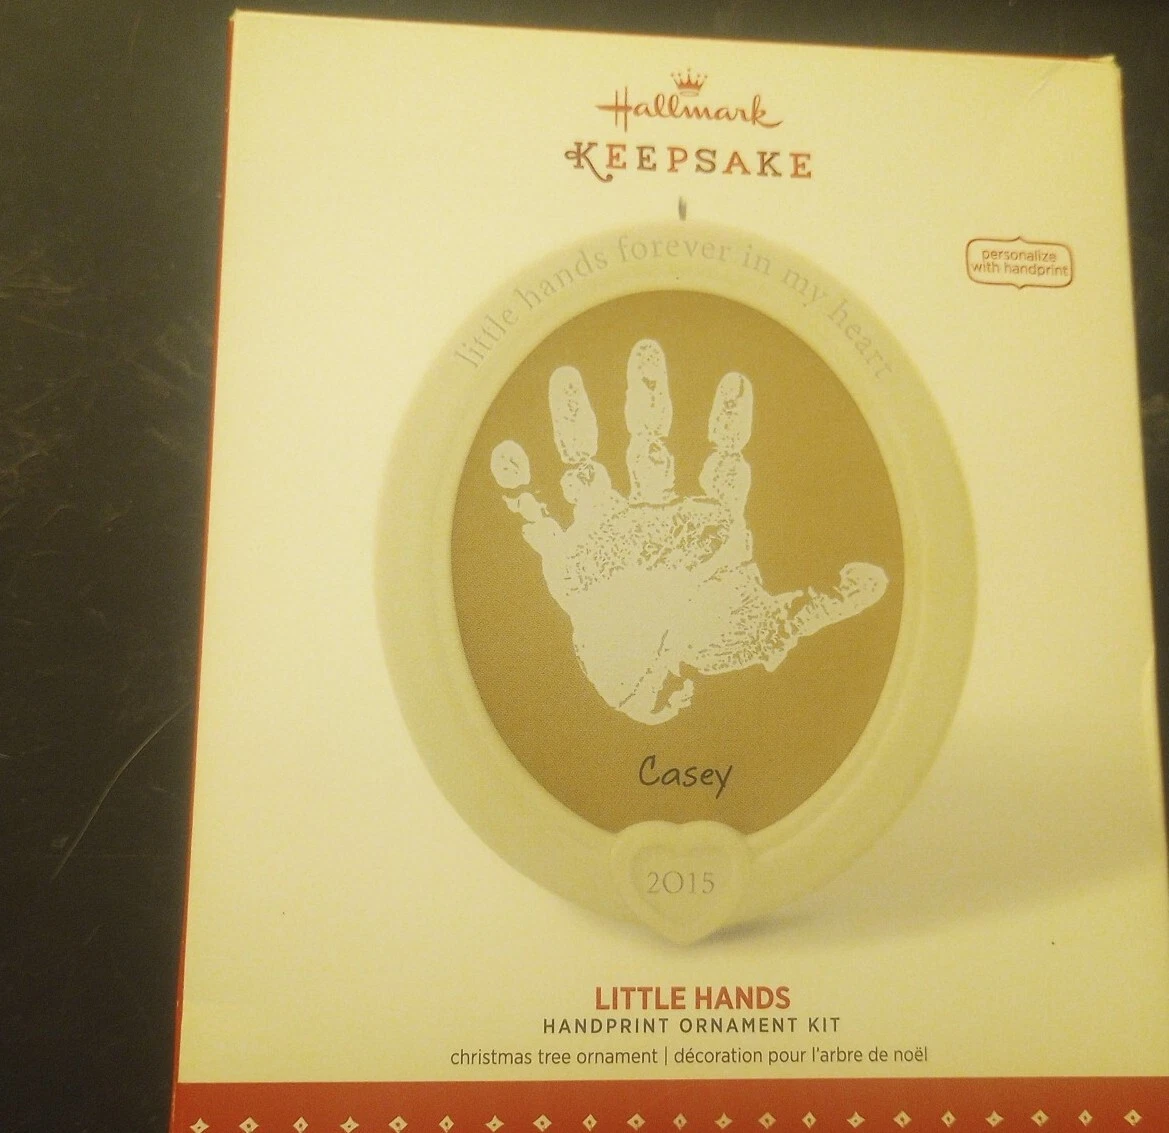 Hallmark
KEEPSAKE
little hands forever in my heart
personalize
with handprint
Casey
2015
LITTLE HANDS
HANDPRINT ORNAMENT KIT
christmas tree ornament | décoration pour l'arbre de noël